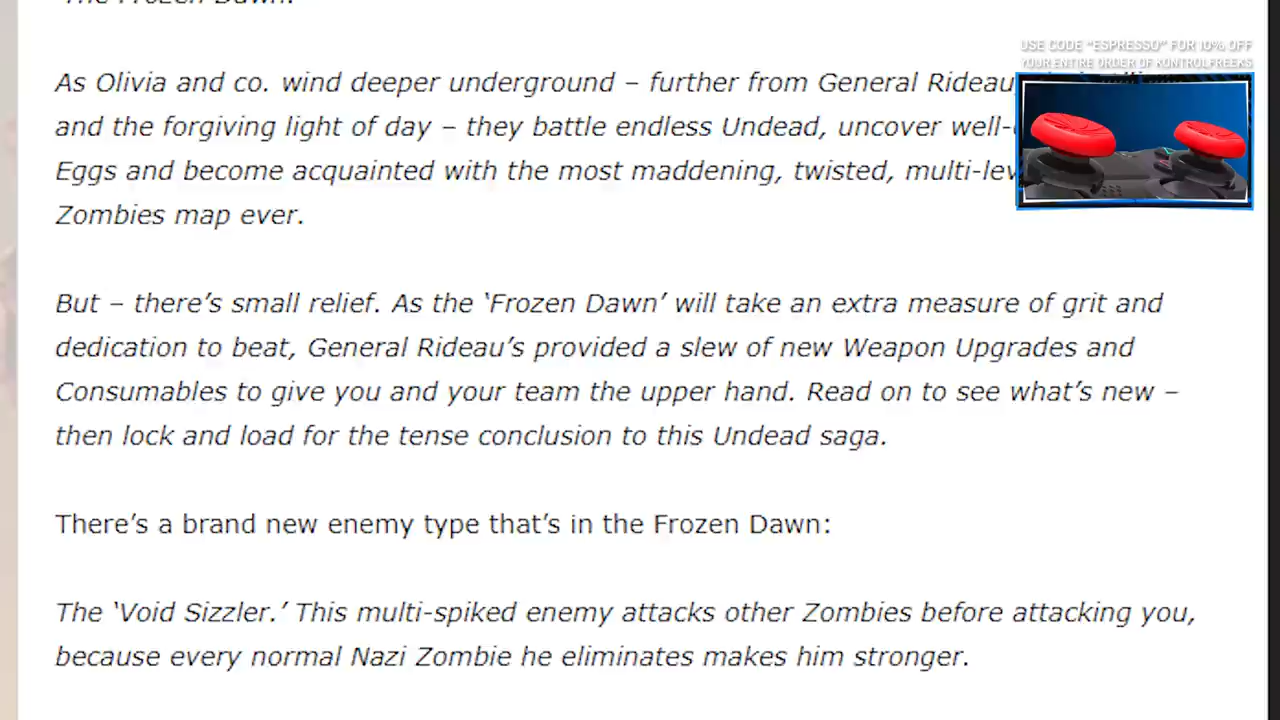 As Olivia and co. wind deeper underground – further from General Rideau
and the forgiving light of day – they battle endless Undead, uncover
Eggs and become acquainted with the most maddening, twisted,
Zombies map ever.
But – there’s small relief. As the ‘Frozen Dawn’ will take an extra measure of grit and
dedication to beat, General Rideau’s provided a slew of new Weapon Upgrades and
Consumables to give you and your team the upper hand. Read on to see what’s new –
then lock and load for the tense conclusion to this Undead saga.
There’s a brand new enemy type that’s in the Frozen Dawn:
The ‘Void Sizzler.’ This multi-spiked enemy attacks other Zombies before attacking you,
because every normal Nazi Zombie he eliminates makes him stronger.
USE CODE "ESPRESSO" FOR 10% OFF
YOUR ENTIRE ORDER OF KONTROLFREEKS